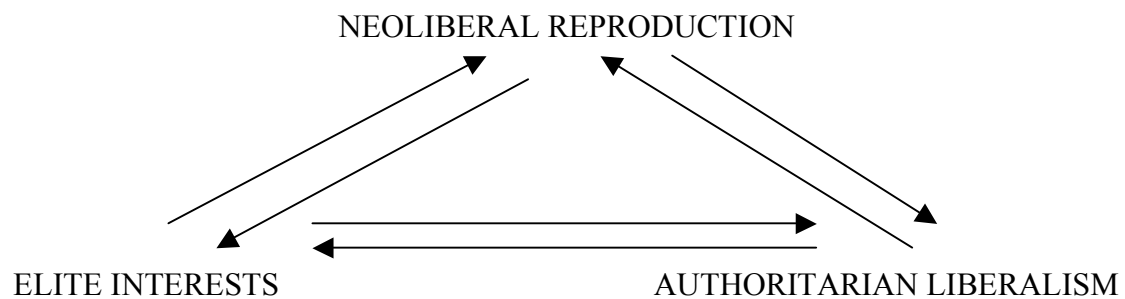 NEOLIBERAL REPRODUCTION
ELITE INTERESTS
AUTHORITARIAN LIBERALISM